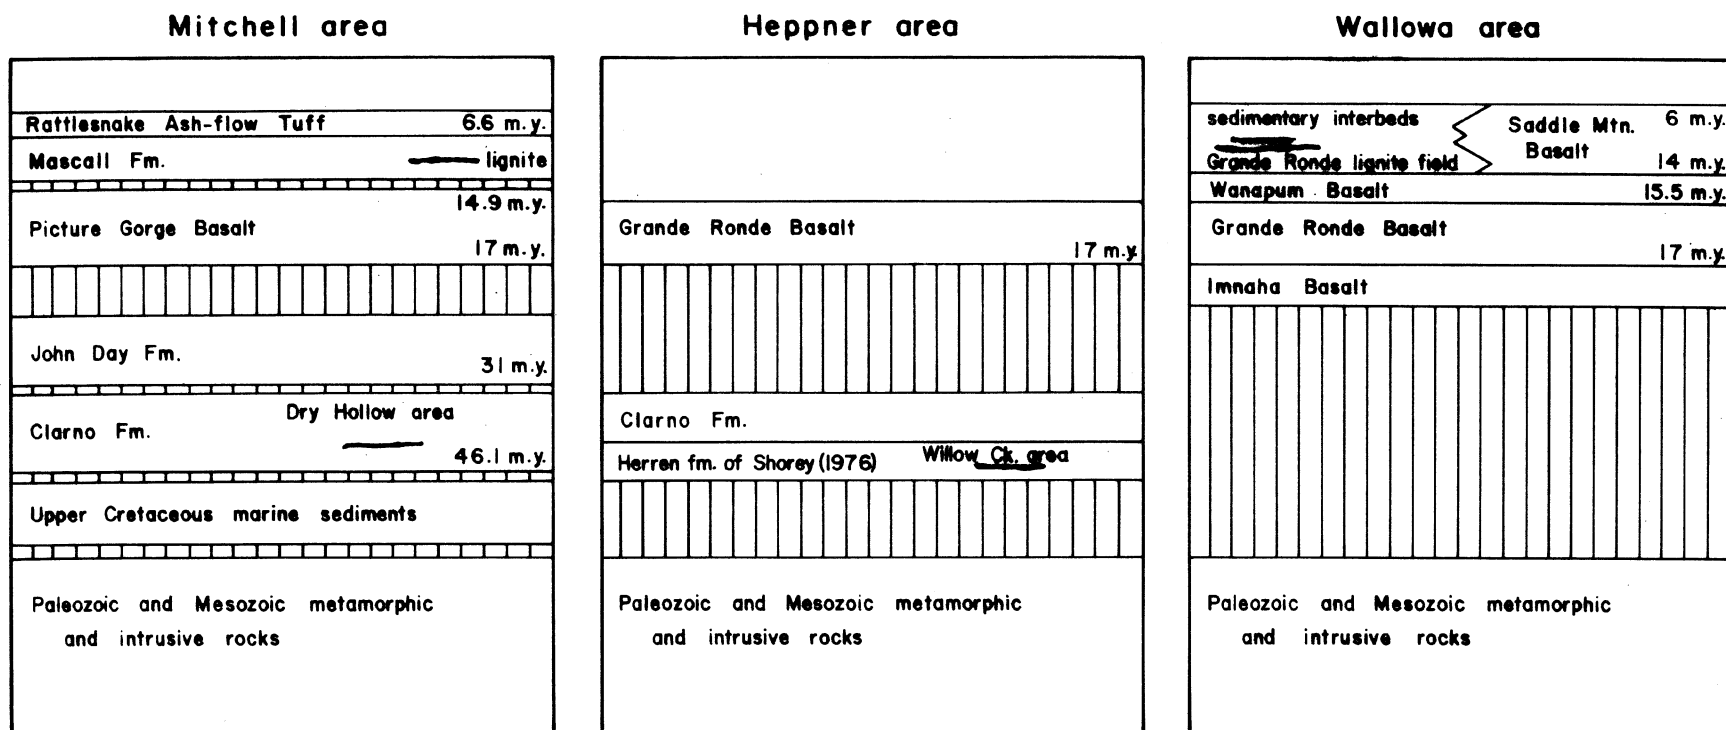 Mitchell area
Rattlesnake Ash-flow Tuff 6.6 m.y.
Mascall Fm. lignite
14.9 m.y.
Picture Gorge Basalt
17 m.y.
John Day Fm.
31 m.y.
Dry Hollow area
Clarno Fm.
46.1 m.y.
Upper Cretaceous marine sediments
Paleozoic and Mesozoic metamorphic
and intrusive rocks
Heppner area
Grande Ronde Basalt
17 m.y.
Clarno Fm.
Herren fm. of Shorey (1976) Willow Ck. area
Paleozoic and Mesozoic metamorphic
and intrusive rocks
Wallowa area
sedimentary interbeds
Grande Ronde lignite field
Saddle Mtn.
Basalt
6 m.y.
14 m.y.
Wanapum Basalt 15.5 m.y.
Grande Ronde Basalt
17 m.y.
Imnaha Basalt
Paleozoic and Mesozoic metamorphic
and intrusive rocks